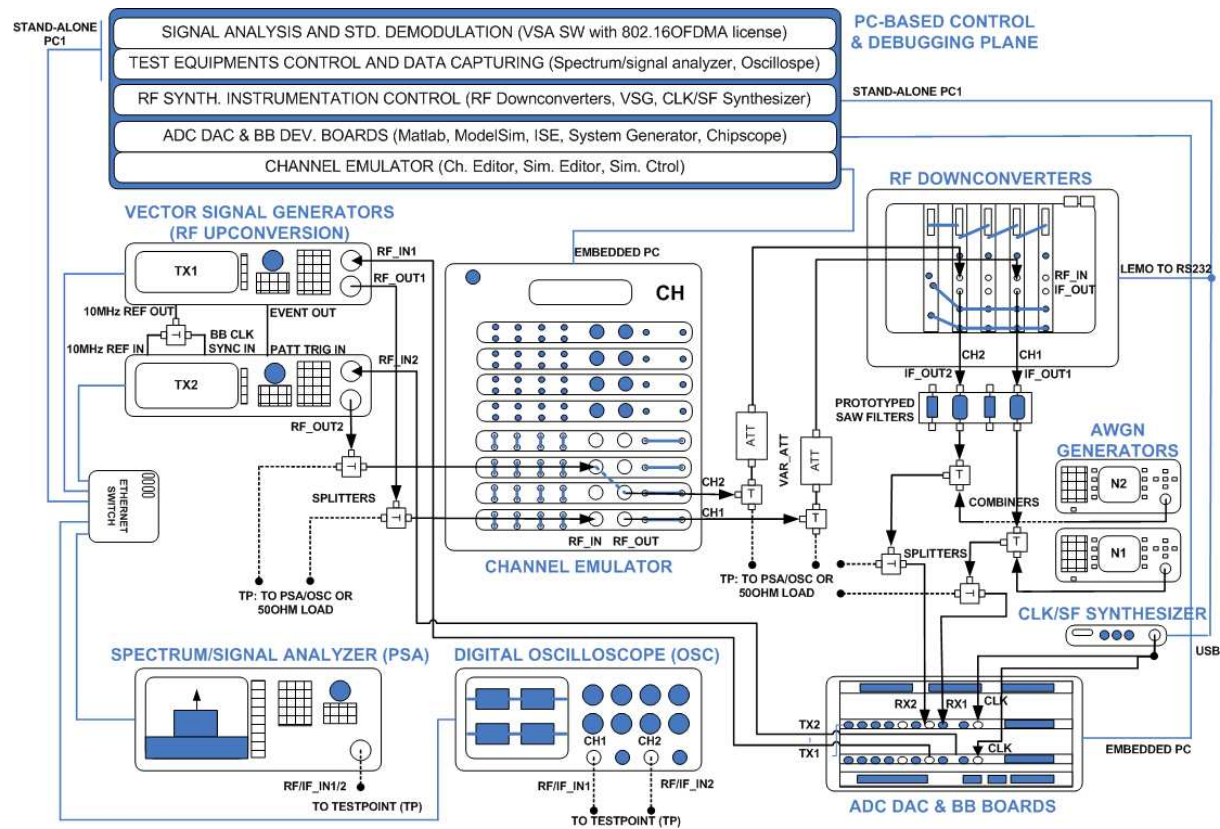 STAND-ALONE
PC1
SIGNAL ANALYSIS AND STD. DEMODULATION (VSA SW with 802.16OFDMA license)
TEST EQUIPMENTS CONTROL AND DATA CAPTURING (Spectrum/signal analyzer, Oscillospe)
RF SYNTH. INSTRUMENTATION CONTROL (RF Downconverters, VSG, CLK/SF Synthesizer)
ADC DAC & BB DEV. BOARDS (Matlab, ModelSim, ISE, System Generator, Chipscope)
CHANNEL EMULATOR (Ch. Editor, Sim. Editor, Sim. Ctrol)
PC-BASED CONTROL
& DEBUGGING PLANE
STAND-ALONE PC1
VECTOR SIGNAL GENERATORS
(RF UPCONVERSION)
TX1
RF_IN1
RF_OUT1
10MHz REF OUT
EVENT OUT
T
BB CLK
SYNC IN
10MHz REF IN
PATT TRIG IN
TX2
RF_IN2
RF_OUT2
T
SPLITTERS
T
ETHERNET
SWITCH
TP: TO PSA/OSC OR
50OHM LOAD
EMBEDDED PC
CH
RF_IN
RF_OUT
CHANNEL EMULATOR
CH2
CH1
ATT
VAR_ATT
ATT
T
T
TP: TO PSA/OSC OR
50OHM LOAD
RF DOWNCONVERTERS
RF_IN
IF_OUT
LEMO TO RS232
CH2
CH1
IF_OUT2
IF_OUT1
PROTOTYPED
SAW FILTERS
T
COMBINERS
T
SPLITTERS
T
T
AWGN
GENERATORS
N2
N1
CLK/SF SYNTHESIZER
USB
SPECTRUM/SIGNAL ANALYZER (PSA)
RF/IF_IN1/2
TO TESTPOINT (TP)
DIGITAL OSCILLOSCOPE (OSC)
CH1
CH2
RF/IF_IN1
RF/IF_IN2
TO TESTPOINT (TP)
RX2
RX1
CLK
TX2
TX1
CLK
EMBEDDED PC
ADC DAC & BB BOARDS